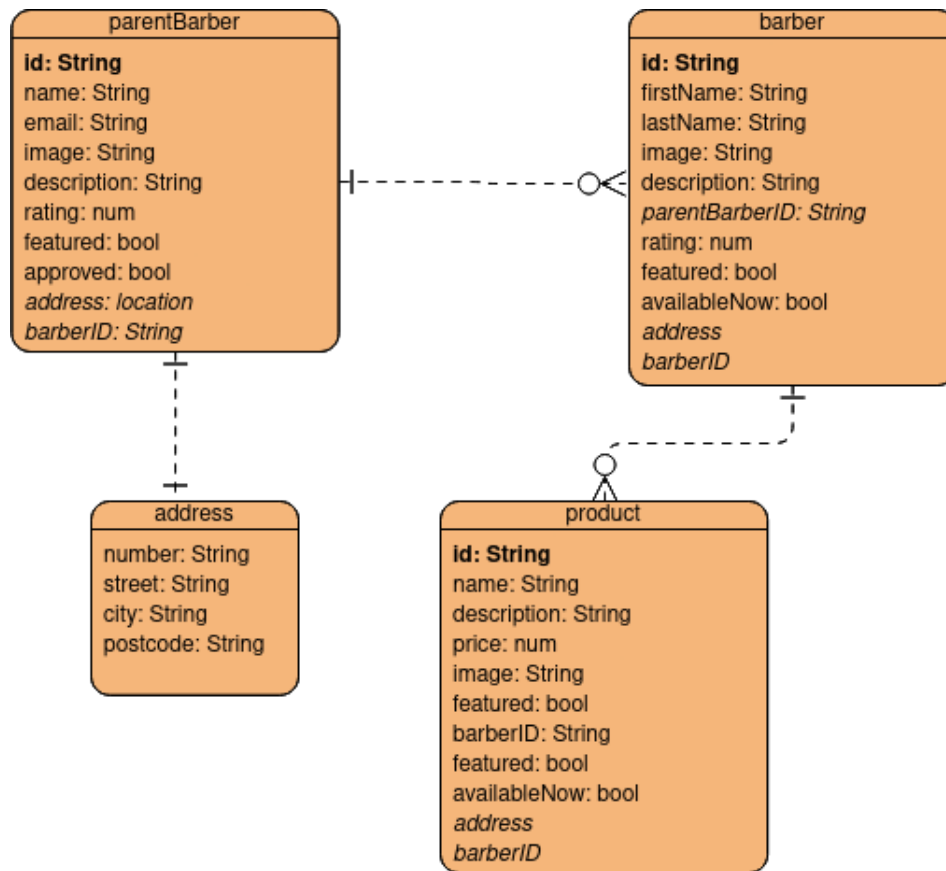 parentBarber
id: String
name: String
email: String
image: String
description: String
rating: num
featured: bool
approved: bool
address: location
barberID: String
barber
id: String
firstName: String
lastName: String
image: String
description: String
parentBarberID: String
rating: num
featured: bool
availableNow: bool
address
barberID
address
number: String
street: String
city: String
postcode: String
product
id: String
name: String
description: String
price: num
image: String
featured: bool
barberID: String
featured: bool
availableNow: bool
address
barberID